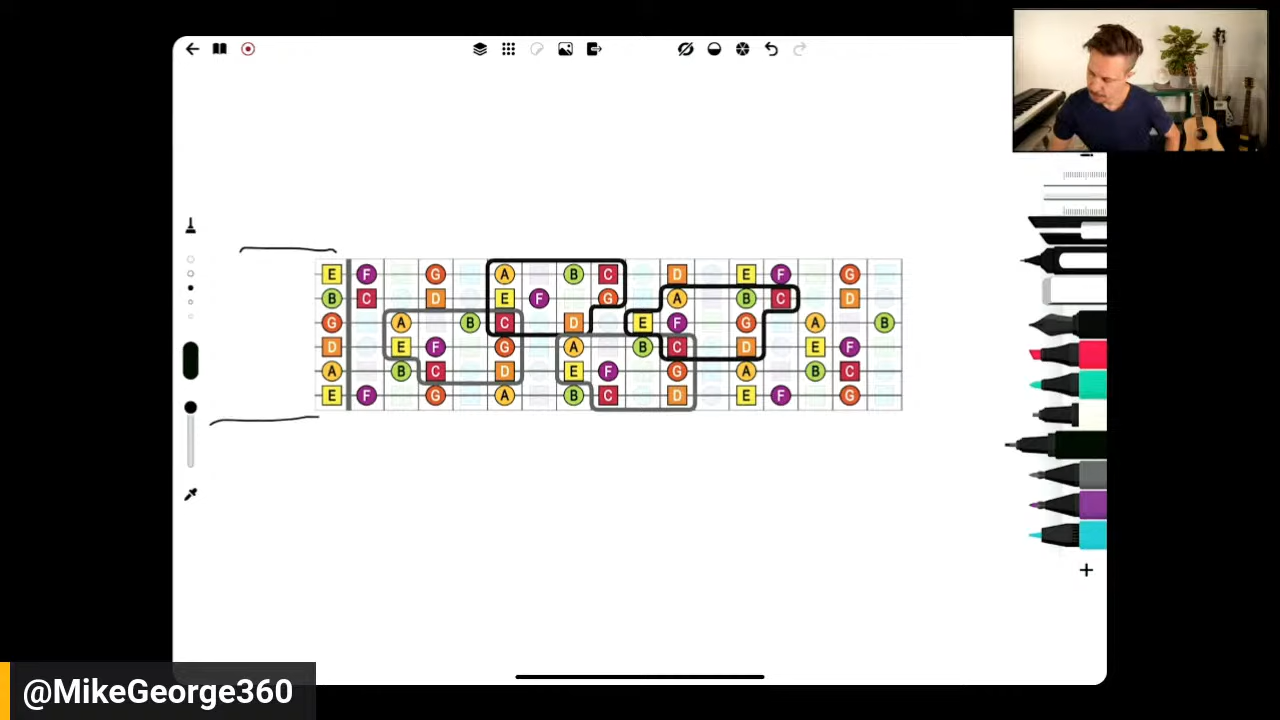 E F G A B C D E F G
B C D E F G A B C D
G A B C D E F G A B
D E F G A B C D E F
A B C D E F G A B C
E F G A B C D E F G
@MikeGeorge360